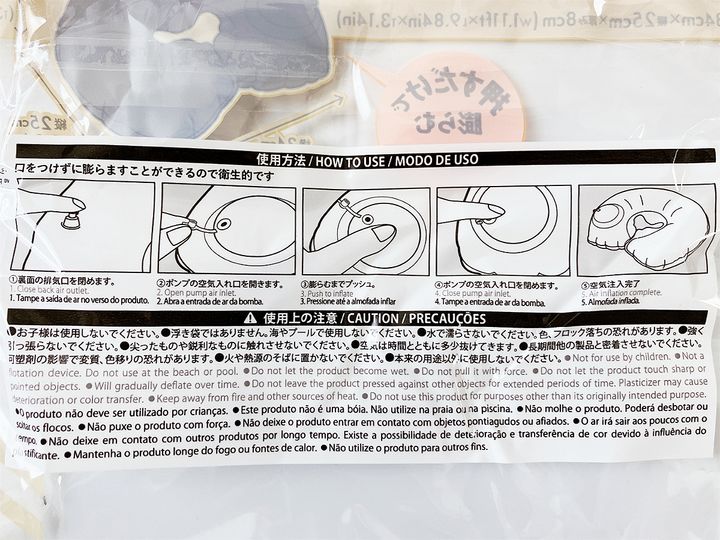 34cm×幅25cm×厚み8cm (W1.11ft×L9.84in×H3.14in)
押すだけで
膨らむ
縦25cm
使用方法 / HOW TO USE / MODO DE USO
口をつけずに膨らますことができるので衛生的です
①裏面の排気口を閉めます。
1. Close back air outlet.
1. Tampe a saída de ar no verso do produto.
②ポンプの空気入れ口を開きます。
2. Open pump air inlet.
2. Abra a entrada de ar da bomba.
③膨らむまでプッシュ。
3. Push to inflate
3. Pressione até a almofada inflar
④ポンプの空気入れ口を閉めます。
4. Close pump air inlet.
4. Tampe a entrada de ar da bomba.
⑤空気注入完了
5. Air inflation complete.
5. Almofada inflada.
使用上の注意 / CAUTION / PRECAUÇÕES
●お子様は使用しないでください。●浮き袋ではありません。海やプールで使用しないでください。●水で濡らさないでください、色、フロック落ちの恐れがあります。●強く
引っ張らないでください。●尖ったものや鋭利なものに触れさせないでください。●空気は時間とともに多少抜けてきます。●長期間他の製品と密着させないでください。
可塑剤の影響で変質、色移りの恐れがあります。●火や熱源のそばに置かないでください。●本来の用途以外に使用しないでください。 ●Not for use by children. ●Not a
flotation device. Do not use at the beach or pool. ●Do not let the product become wet. ●Do not pull it with force. ●Do not let the product touch sharp or
pointed objects. ●Will gradually deflate over time. ●Do not leave the product pressed against other objects for extended periods of time. Plasticizer may cause
deterioration or color transfer. ●Keep away from fire and other sources of heat. ●Do not use this product for purposes other than its originally intended purpose.
●O produto não deve ser utilizado por crianças. ●Este produto não é uma bóia. Não utilize na praia ou na piscina. ●Não molhe o produto. Poderá desbotar ou
soltar os flocos. ●Não puxe o produto com força. ●Não deixe o produto entrar em contato com objetos pontiagudos ou afiados. ●O ar irá sair aos poucos com o
tempo. ●Não deixe em contato com outros produtos por longo tempo. Existe a possibilidade de deterioração e transferência de cor devido à influência do
plastificante. ●Mantenha o produto longe do fogo ou fontes de calor. ●Não utilize o produto para outros fins.